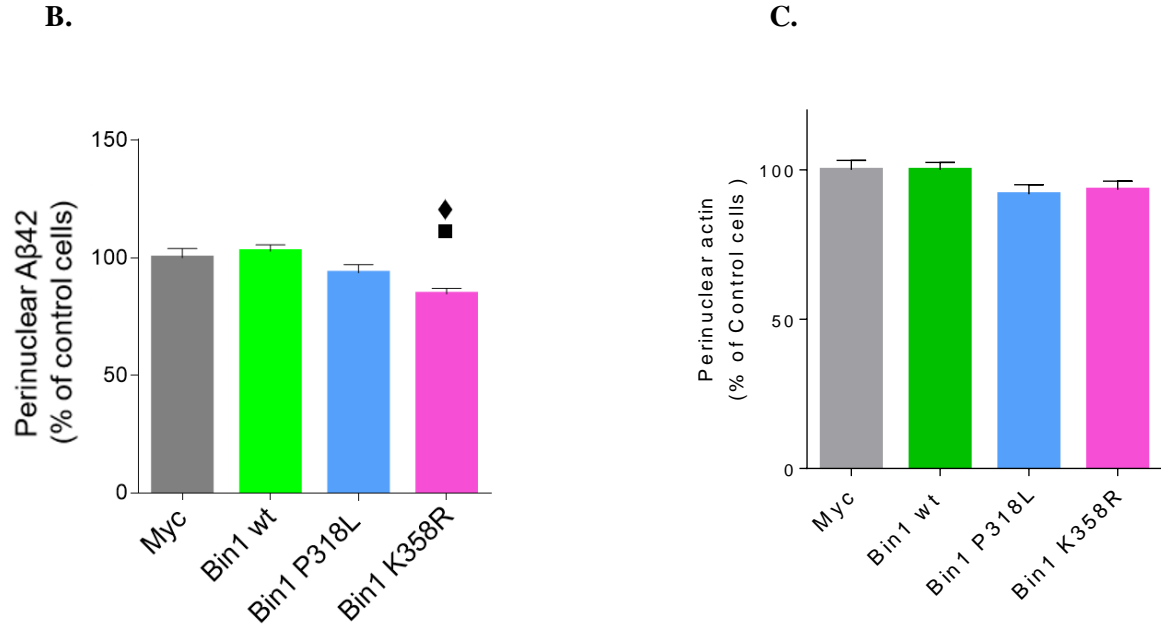 B.
Perinuclear Aβ42
(% of control cells)
150
100
50
0
Myc
Bin1 wt
Bin1 P318L
Bin1 K358R
C.
Perinuclear actin
(% of Control cells)
100
50
0
Myc
Bin1 wt
Bin1 P318L
Bin1 K358R